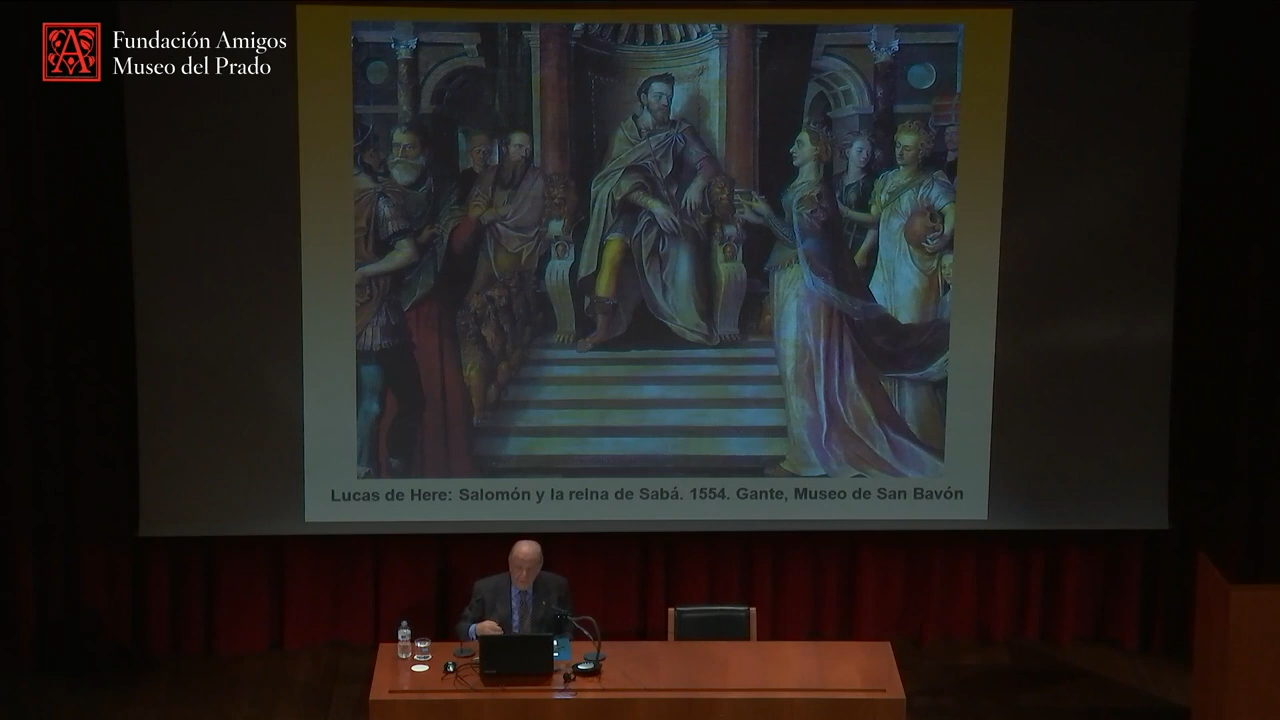 Fundación Amigos
Museo del Prado
Lucas de Here: Salomón y la reina de Sabá. 1554. Gante, Museo de San Bavón